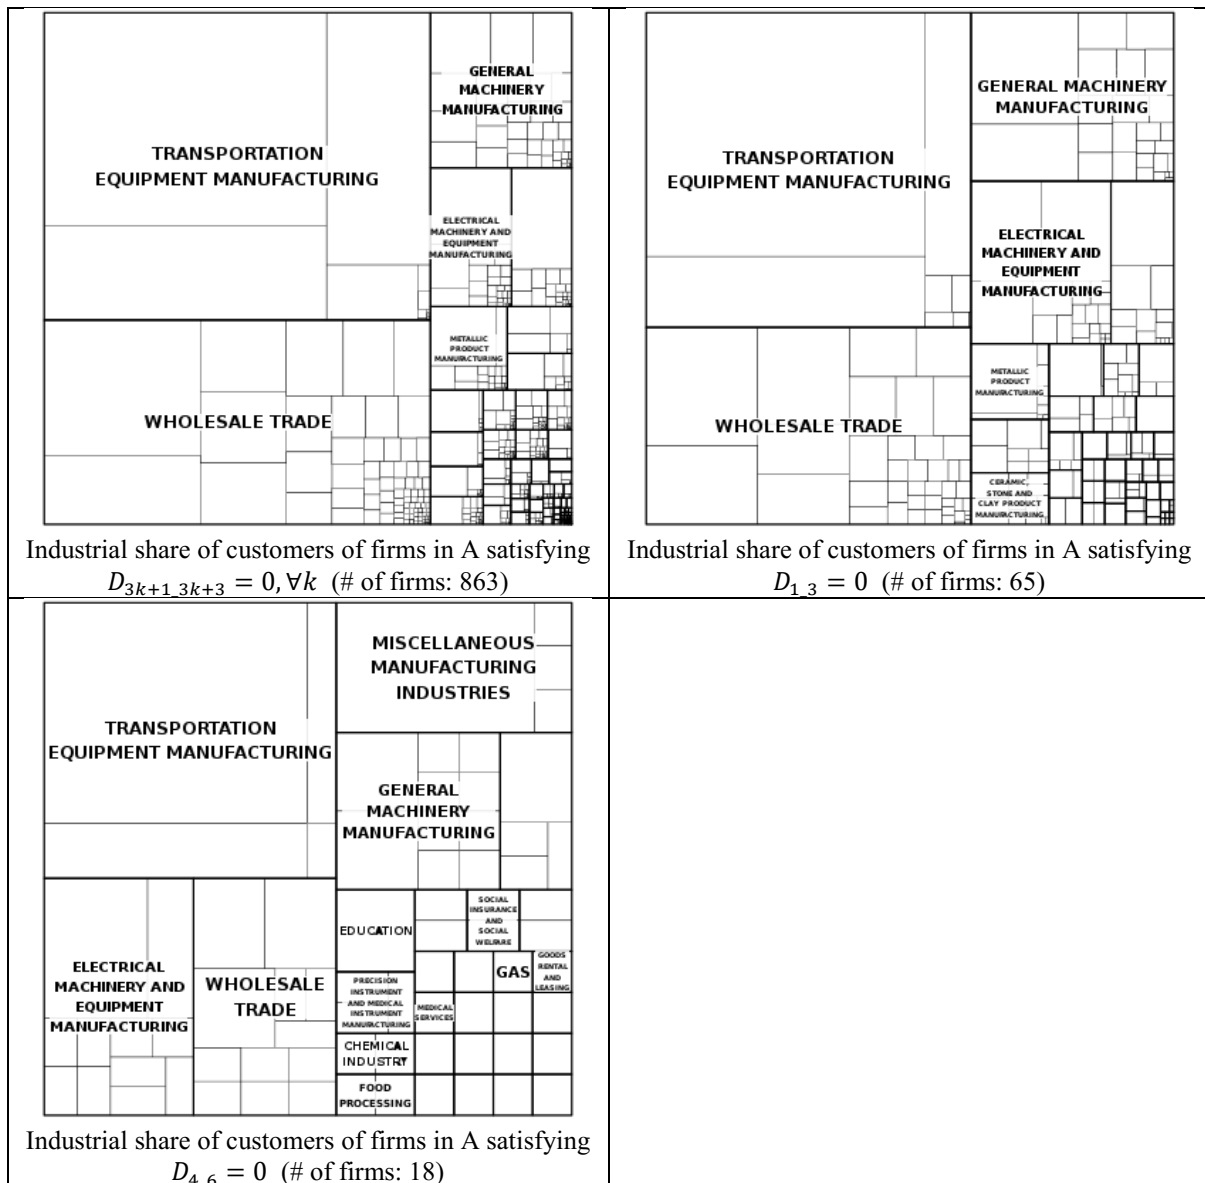 GENERAL
MACHINERY
MANUFACTURING
TRANSPORTATION
EQUIPMENT MANUFACTURING
ELECTRICAL
MACHINERY AND
EQUIPMENT
MANUFACTURING
METALLIC
PRODUCT
MANUFACTURING
WHOLESALE TRADE
Industrial share of customers of firms in A satisfying
D_{3k+1_3k+3} = 0, ∀k (# of firms: 863)
GENERAL MACHINERY
MANUFACTURING
TRANSPORTATION
EQUIPMENT MANUFACTURING
ELECTRICAL
MACHINERY AND
EQUIPMENT
MANUFACTURING
METALLIC
PRODUCT
MANUFACTURING
WHOLESALE TRADE
CERAMIC,
STONE AND
CLAY PRODUCT
MANUFACTURING
Industrial share of customers of firms in A satisfying
D_{1_3} = 0 (# of firms: 65)
MISCELLANEOUS
MANUFACTURING
INDUSTRIES
TRANSPORTATION
EQUIPMENT MANUFACTURING
GENERAL
MACHINERY
MANUFACTURING
EDUCATION
SOCIAL
INSURANCE
AND
SOCIAL
WELFARE
ELECTRICAL
MACHINERY AND
EQUIPMENT
MANUFACTURING
WHOLESALE
TRADE
PRECISION
INSTRUMENT
AND MEDICAL
INSTRUMENT
MANUFACTURING
GAS
GOODS
RENTAL
AND
LEASING
MEDICAL
SERVICES
CHEMICAL
INDUSTRY
FOOD
PROCESSING
Industrial share of customers of firms in A satisfying
D_{4_6} = 0 (# of firms: 18)